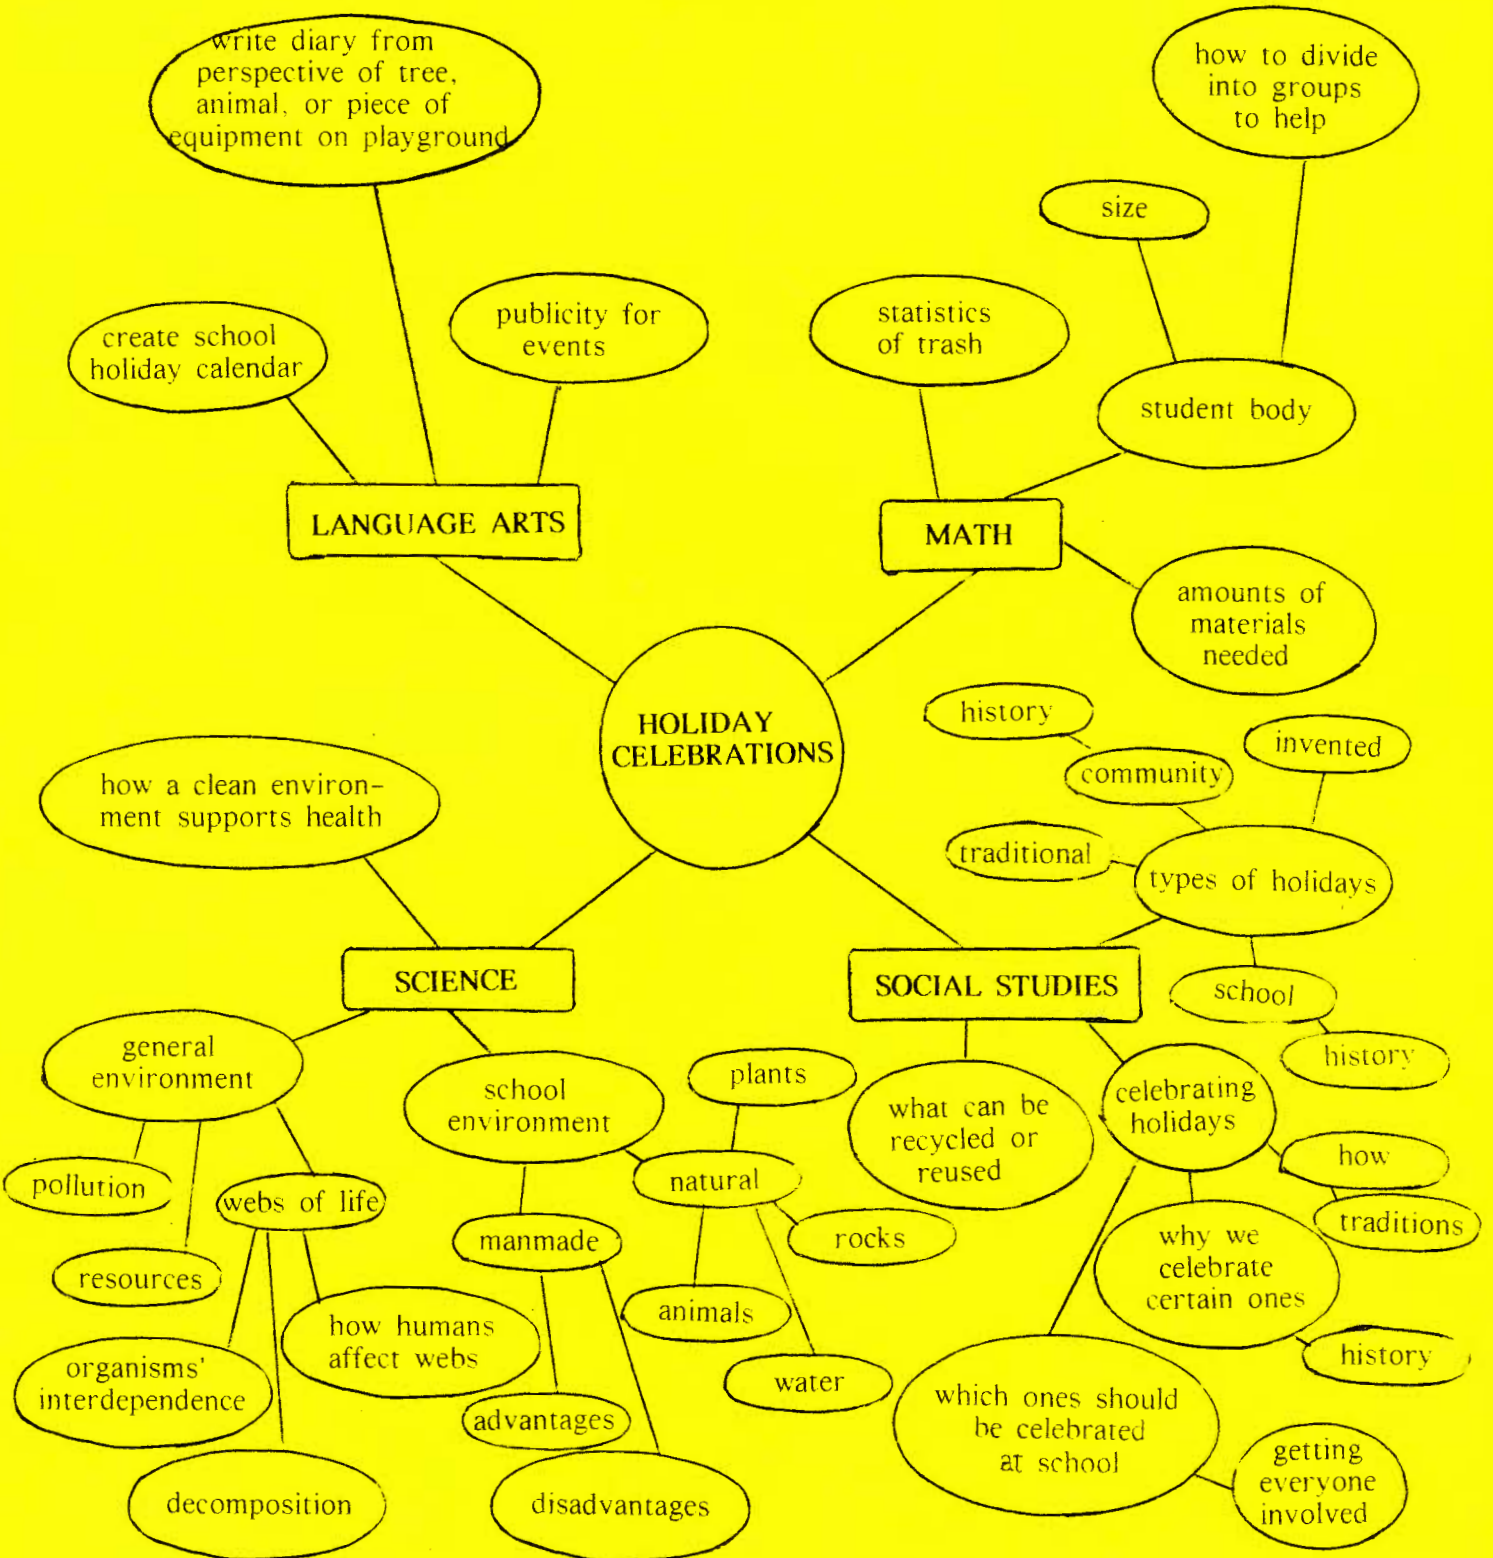 write diary from
perspective of tree,
animal, or piece of
equipment on playground
how to divide
into groups
to help
size
create school
holiday calendar
publicity for
events
statistics
of trash
student body
LANGUAGE ARTS
MATH
amounts of
materials
needed
HOLIDAY
CELEBRATIONS
history
invented
community
traditional
types of holidays
how a clean environ-
ment supports health
SCIENCE
SOCIAL STUDIES
school
history
general
environment
school
environment
plants
what can be
recycled or
reused
celebrating
holidays
how
traditions
pollution
webs of life
natural
manmade
rocks
resources
animals
why we
celebrate
certain ones
how humans
affect webs
organisms'
interdependence
water
history
advantages
which ones should
be celebrated
at school
decomposition
disadvantages
getting
everyone
involved